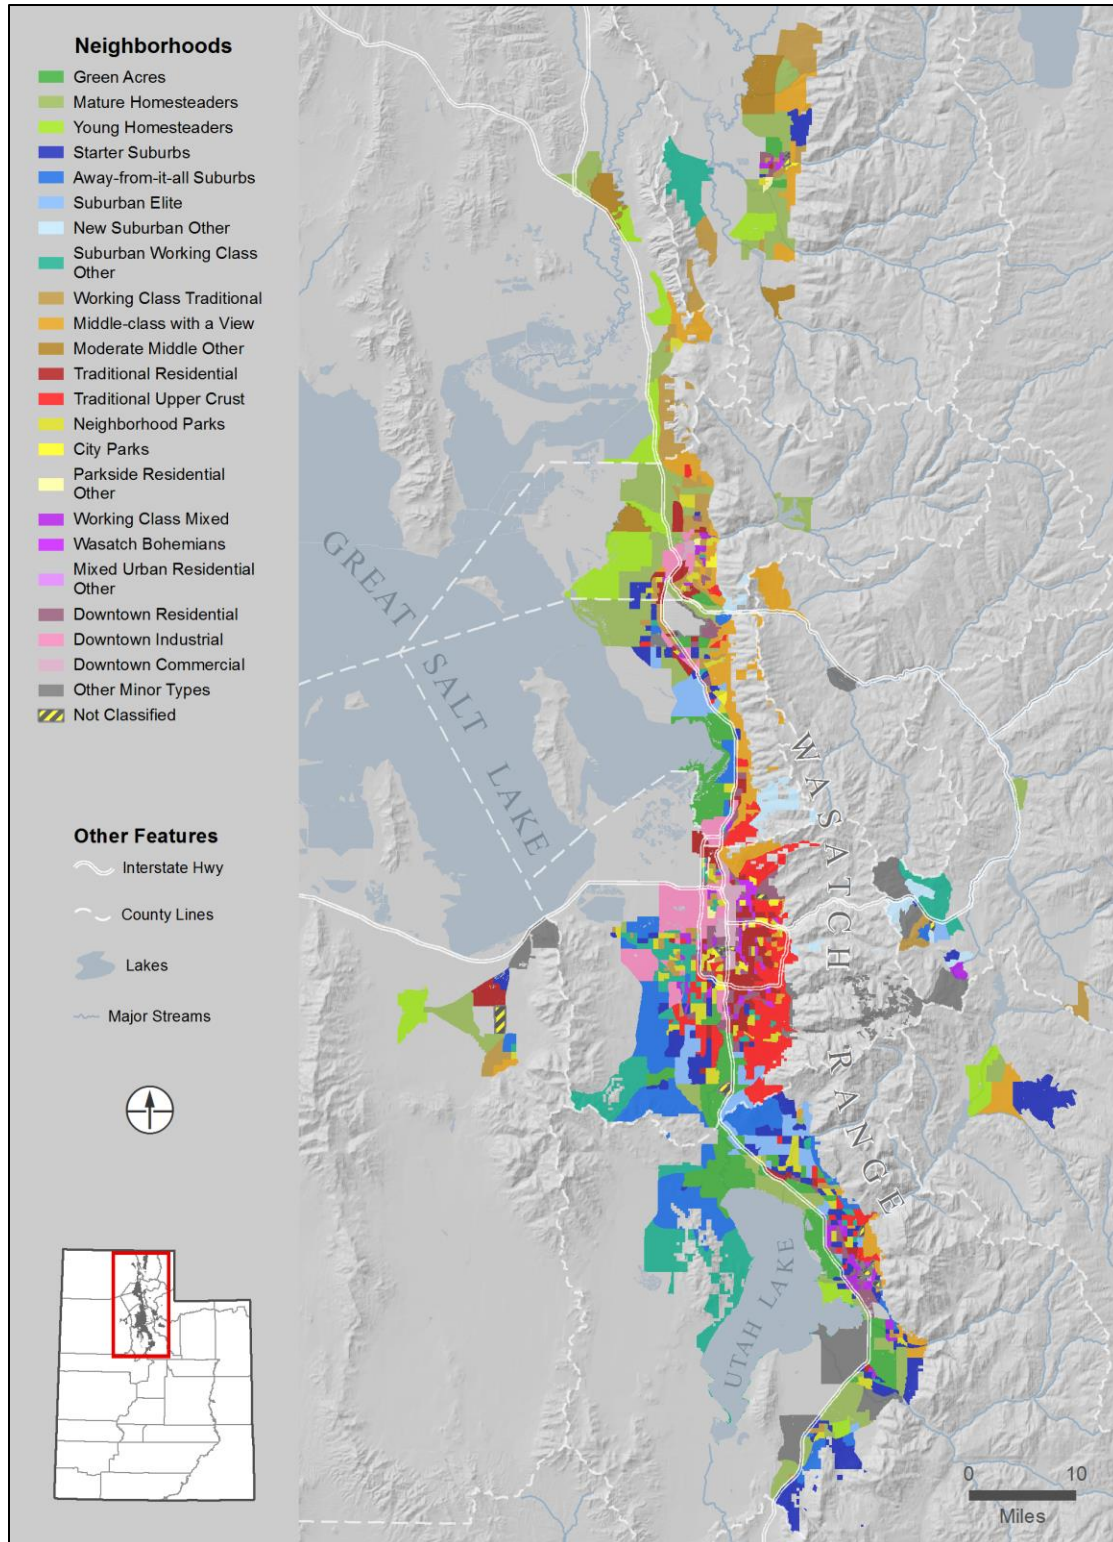 Neighborhoods
Green Acres
Mature Homesteaders
Young Homesteaders
Starter Suburbs
Away-from-it-all Suburbs
Suburban Elite
New Suburban Other
Suburban Working Class
Other
Working Class Traditional
Middle-class with a View
Moderate Middle Other
Traditional Residential
Traditional Upper Crust
Neighborhood Parks
City Parks
Parkside Residential
Other
Working Class Mixed
Wasatch Bohemians
Mixed Urban Residential
Other
Downtown Residential
Downtown Industrial
Downtown Commercial
Other Minor Types
Not Classified
Other Features
Interstate Hwy
County Lines
Lakes
Major Streams
GREAT
SALT
LAKE
WASATCH
RANGE
UTAH LAKE
0 10
Miles